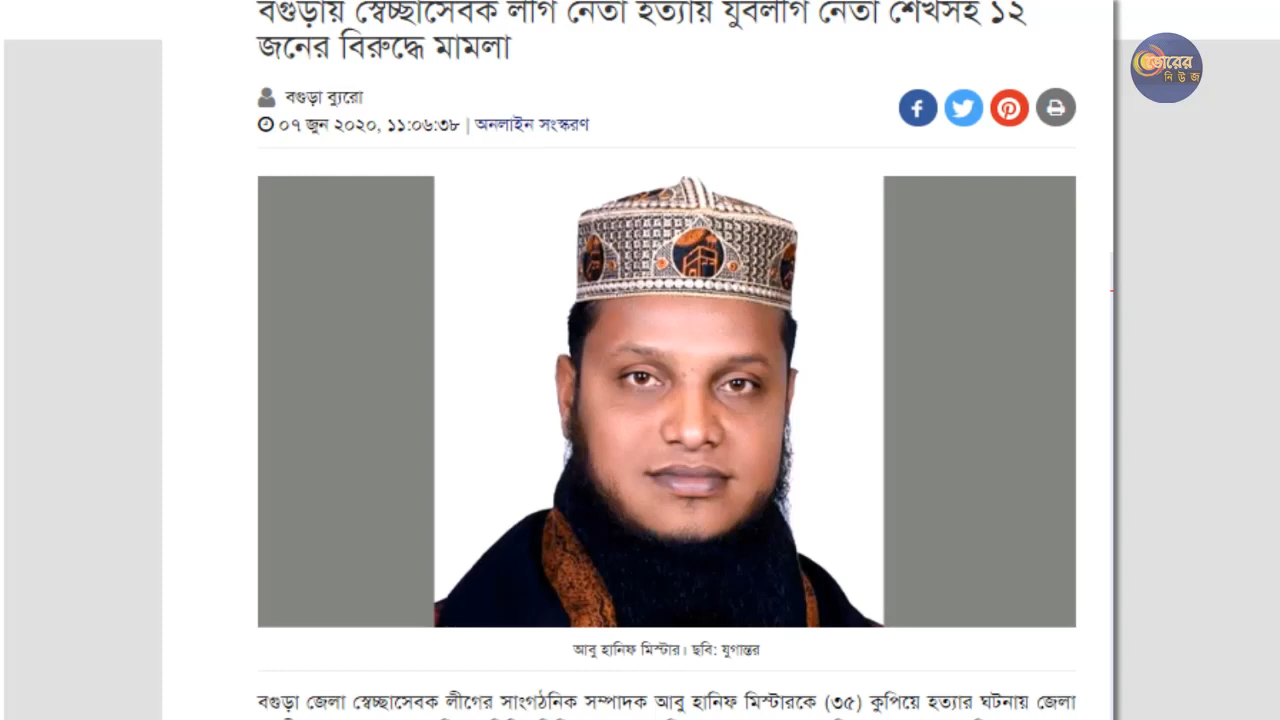 বগুড়ায় স্বেচ্ছাসেবক লীগ নেতা হত্যায় যুবলীগ নেতা শেখসহ ১২
জনের বিরুদ্ধে মামলা
বগুড়া ব্যুরো
০৭ জুন ২০২০, ১১:০৬:৩৮ | অনলাইন সংস্করণ
ভোরের
নিউজ
আবু হানিফ মিস্টার। ছবি: যুগান্তর
বগুড়া জেলা স্বেচ্ছাসেবক লীগের সাংগঠনিক সম্পাদক আবু হানিফ মিস্টারকে (৩৫) কুপিয়ে হত্যার ঘটনায় জেলা